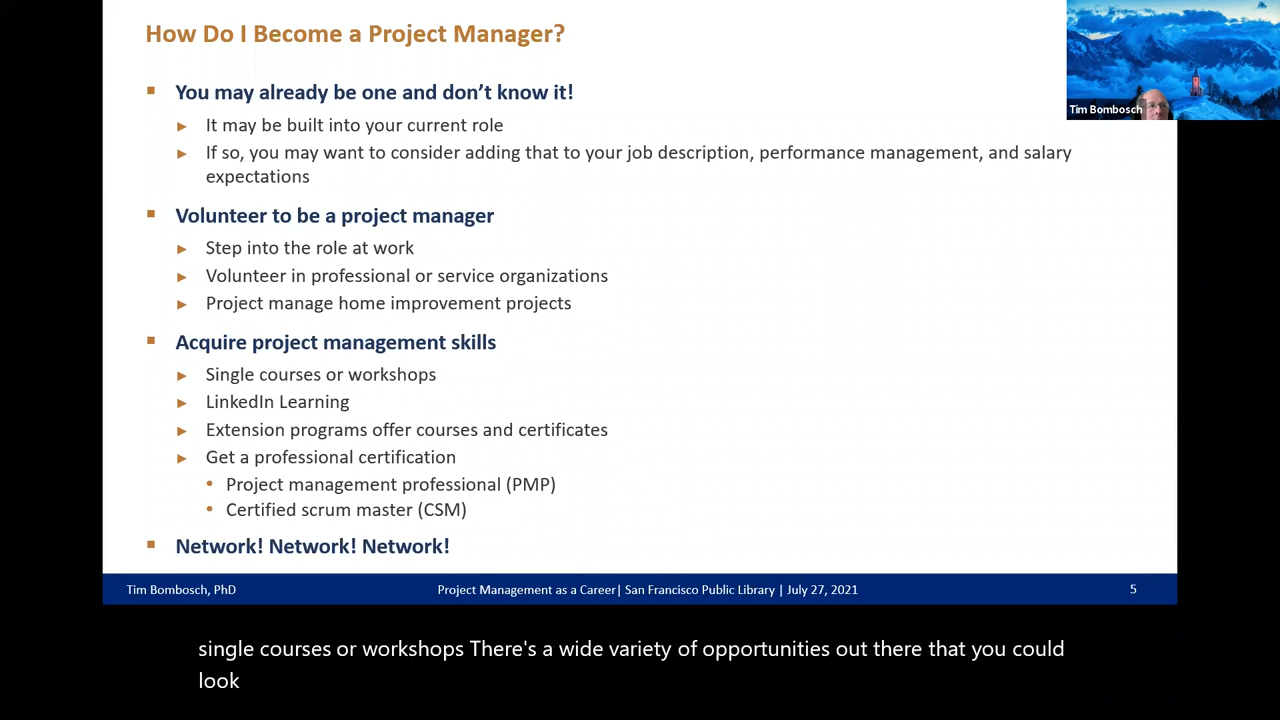 How Do I Become a Project Manager?
Tim Bombosch
You may already be one and don’t know it!
It may be built into your current role
If so, you may want to consider adding that to your job description, performance management, and salary
expectations
Volunteer to be a project manager
Step into the role at work
Volunteer in professional or service organizations
Project manage home improvement projects
Acquire project management skills
Single courses or workshops
LinkedIn Learning
Extension programs offer courses and certificates
Get a professional certification
Project management professional (PMP)
Certified scrum master (CSM)
Network! Network! Network!
Tim Bombosch, PhD
Project Management as a Career| San Francisco Public Library | July 27, 2021
5
single courses or workshops There's a wide variety of opportunities out there that you could
look